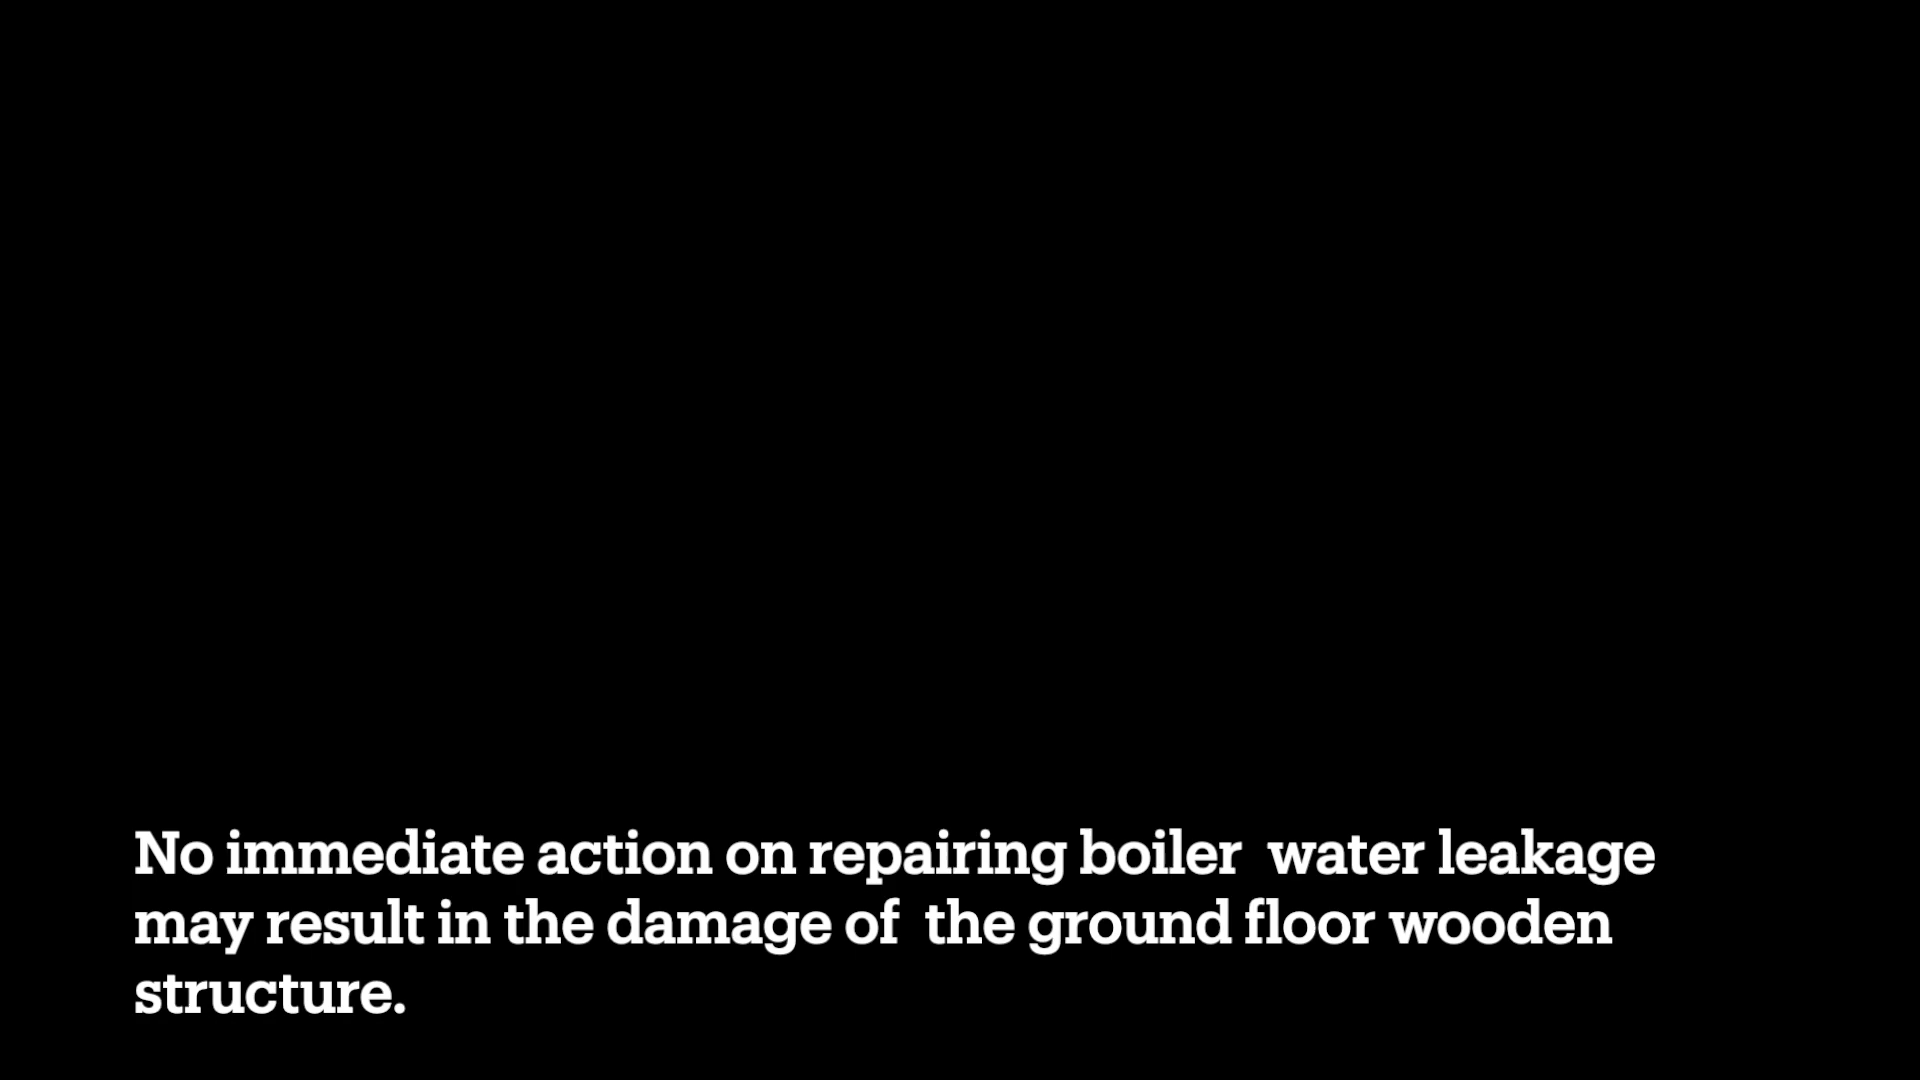 No immediate action on repairing boiler  water leakage
may result in the damage of  the ground floor wooden
structure.